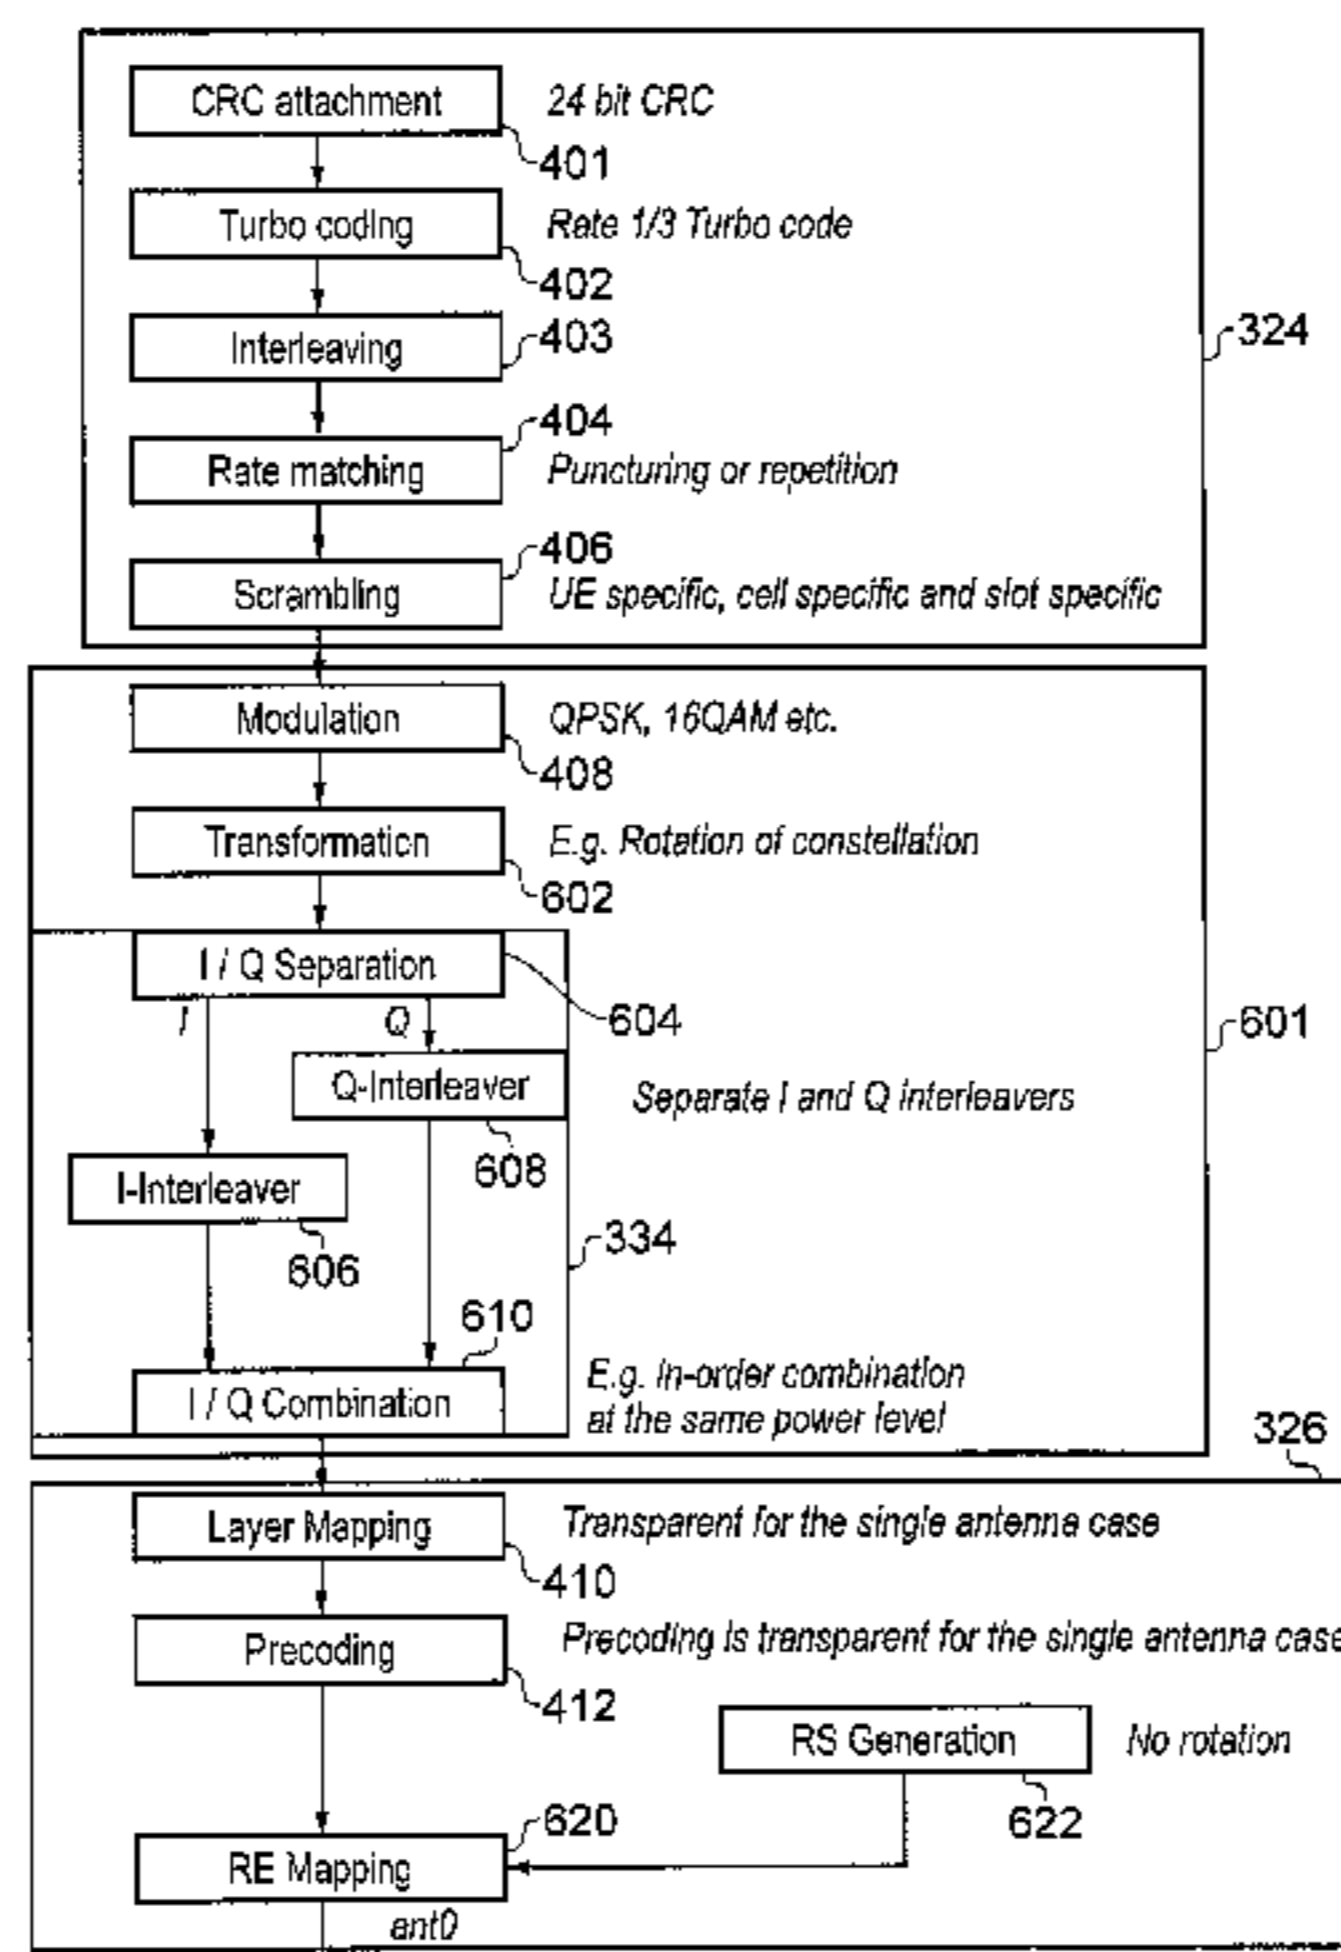 CRC attachment
24 bit CRC
401
Turbo coding
Rate 1/3 Turbo code
402
Interleaving
403
324
404
Rate matching
Puncturing or repetition
406
Scrambling
UE specific, cell specific and slot specific
Modulation
QPSK, 16QAM etc.
408
Transformation
E.g. Rotation of constellation
602
I / Q Separation
I
Q
604
601
Q-Interleaver
Separate I and Q interleavers
608
I-Interleaver
334
606
610
E.g. In-order combination
I / Q Combination
at the same power level
326
Layer Mapping
Transparent for the single antenna case
410
Precoding
Precoding is transparent for the single antenna case
412
RS Generation
No rotation
622
620
RE Mapping
ant0